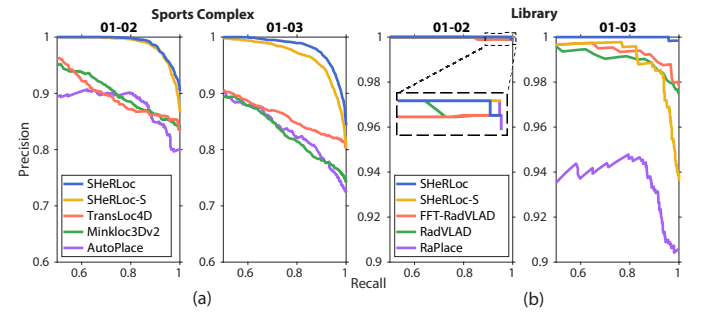 Sports Complex
Library
01-02
01-03
01-02
01-03
Precision
1
0.9
0.8
0.7
0.6
SHeRLoc
SHeRLoc-S
TransLoc4D
Minkloc3Dv2
AutoPlace
0.6
0.8
1
1
0.9
0.8
0.7
0.6
0.6
0.8
1
1
0.98
0.96
0.94
0.92
0.9
SHeRLoc
SHeRLoc-S
FFT-RadVLAD
RadVLAD
RaPlace
0.6
0.8
1
1
0.98
0.96
0.94
0.92
0.9
0.6
0.8
1
Recall
(a)
(b)